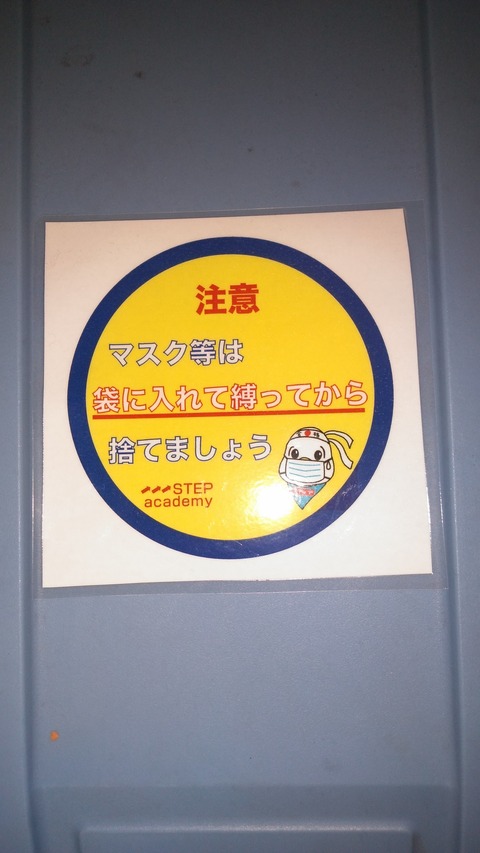 注意
マスク等は
袋に入れて縛ってから
捨てましょう
STEP
academy